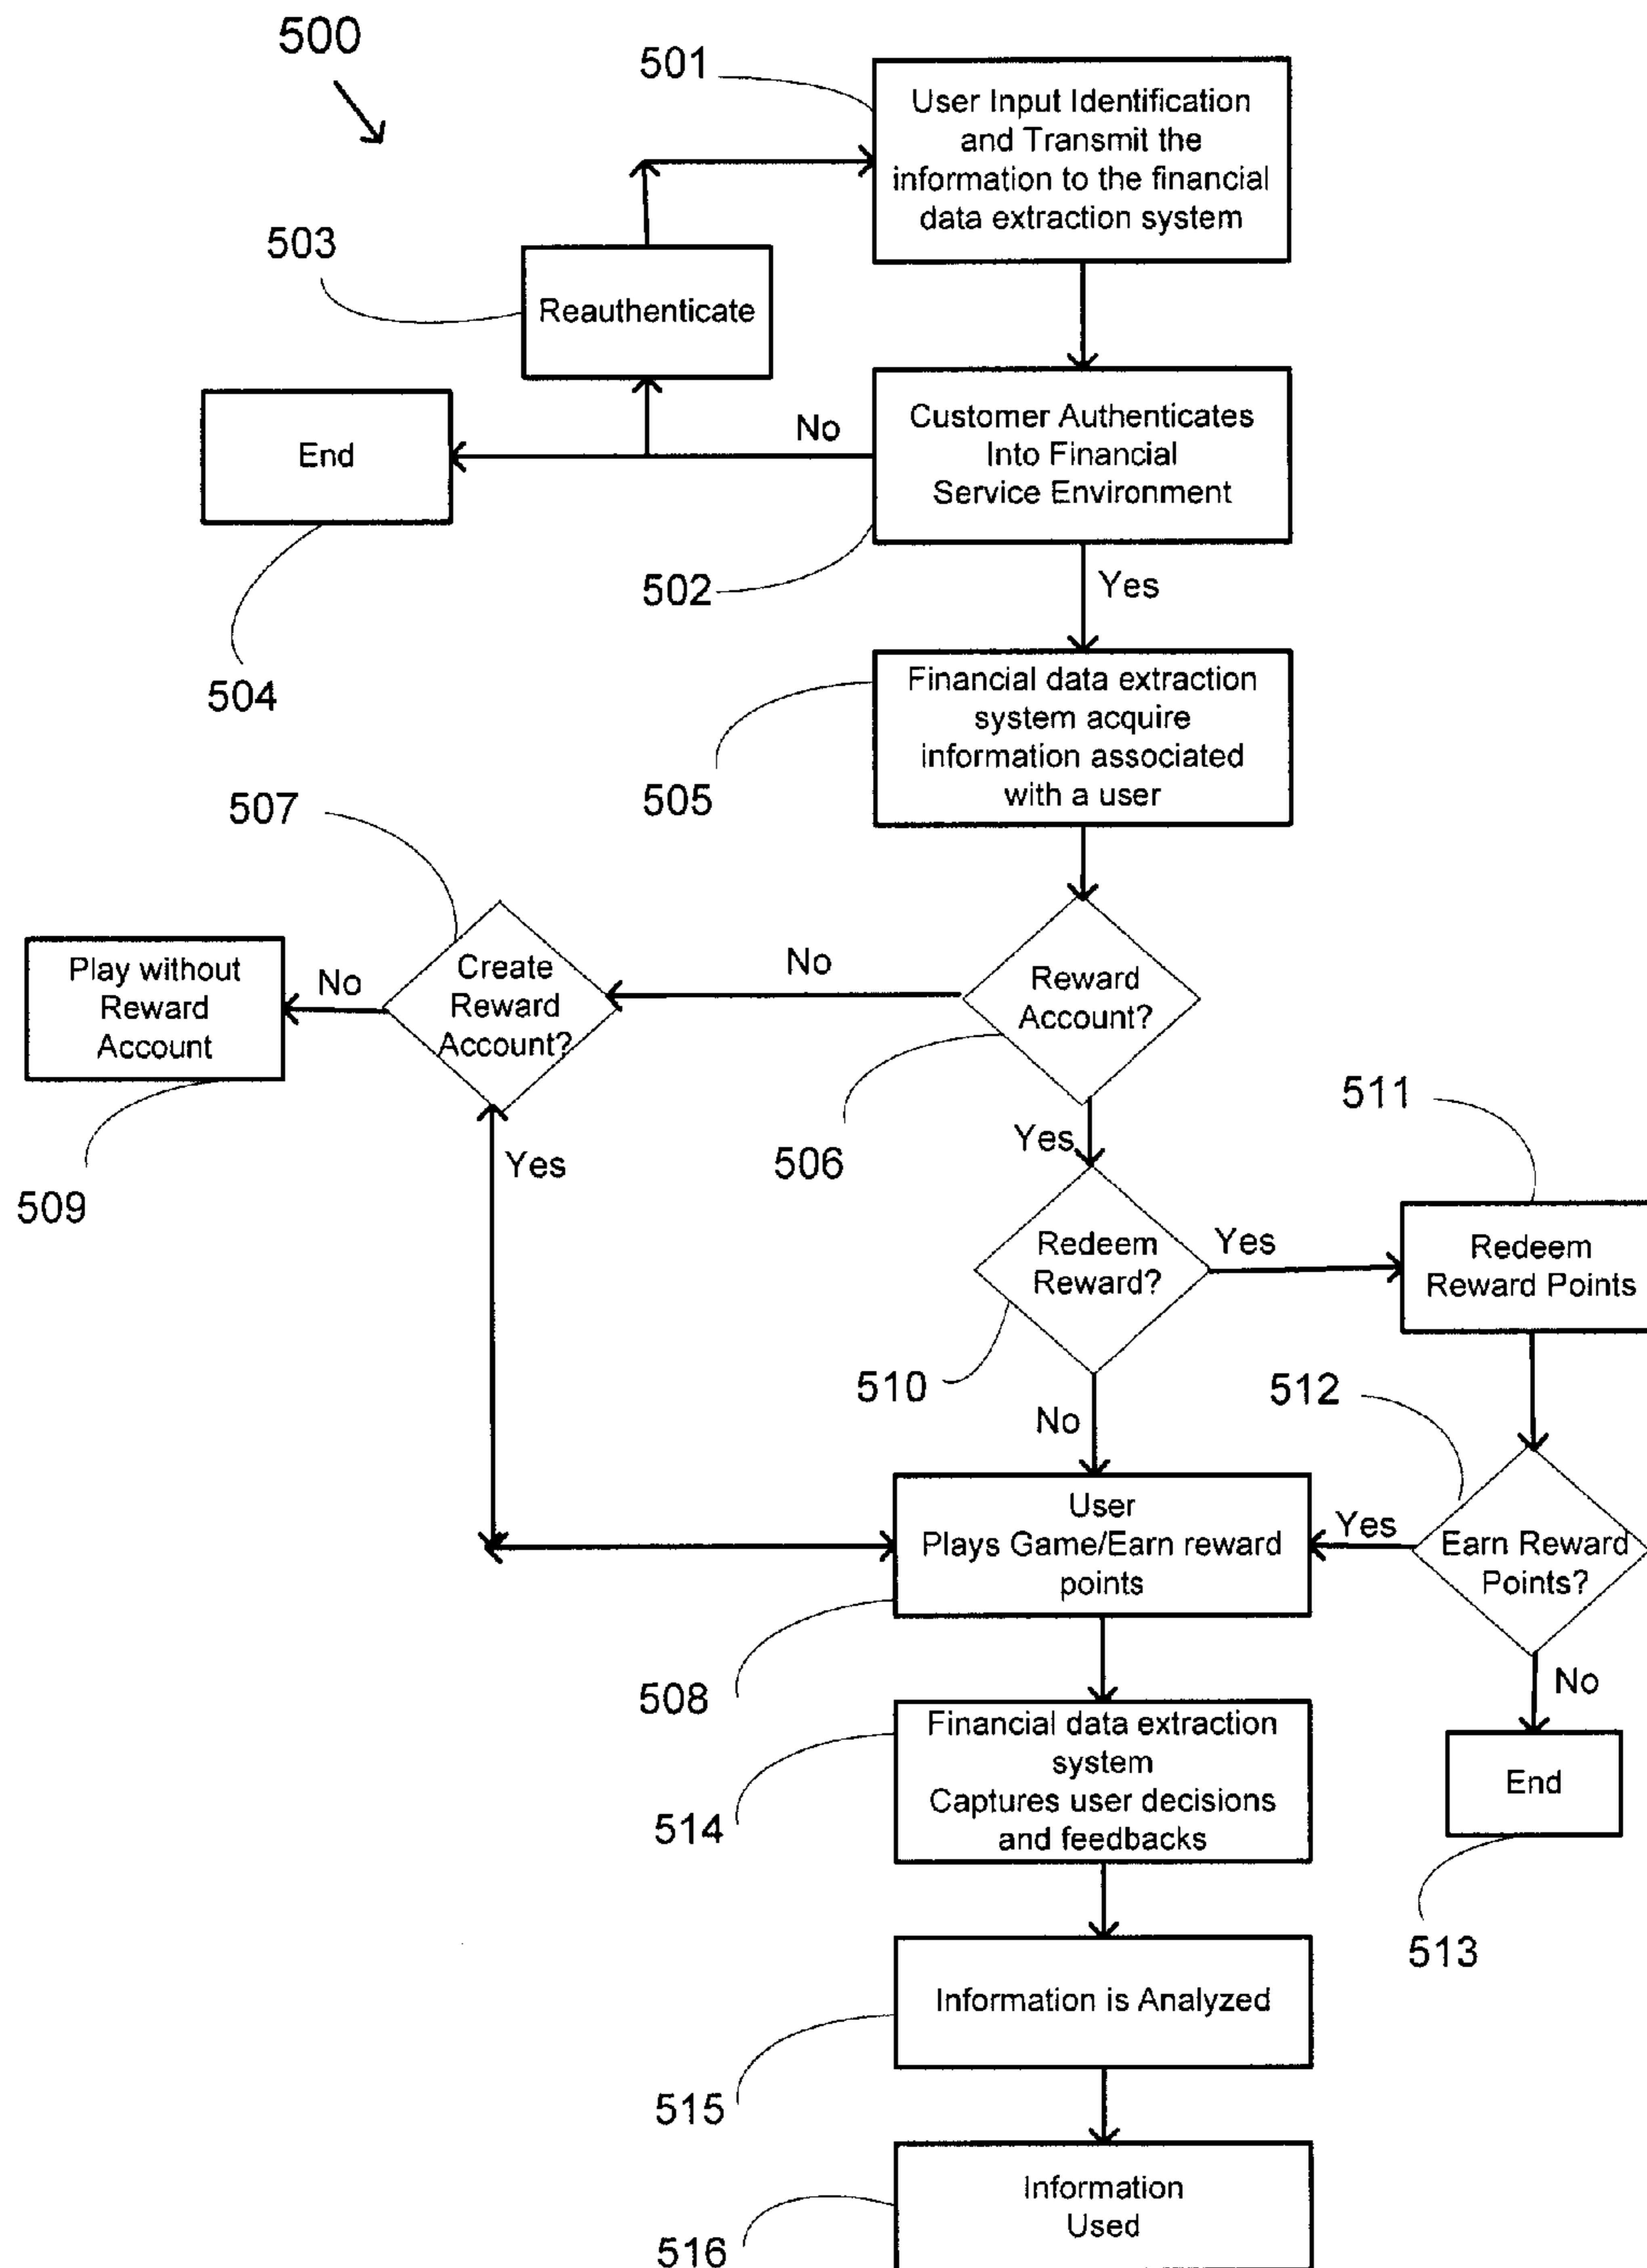 500
501
User Input Identification
and Transmit the
information to the financial
data extraction system
503
Reauthenticate
End
No
Customer Authenticates
Into Financial
Service Environment
502
Yes
504
Financial data extraction
system acquire
information associated
with a user
505
507
Play without
Reward
Account
No
Create
Reward
Account?
No
Reward
Account?
506
Yes
509
Yes
511
Redeem
Reward?
Yes
Redeem
Reward Points
510
No
512
User
Plays Game/Earn reward
points
Yes
Earn Reward
Points?
508
No
Financial data extraction
system
Captures user decisions
and feedbacks
514
End
513
Information is Analyzed
515
Information
Used
516